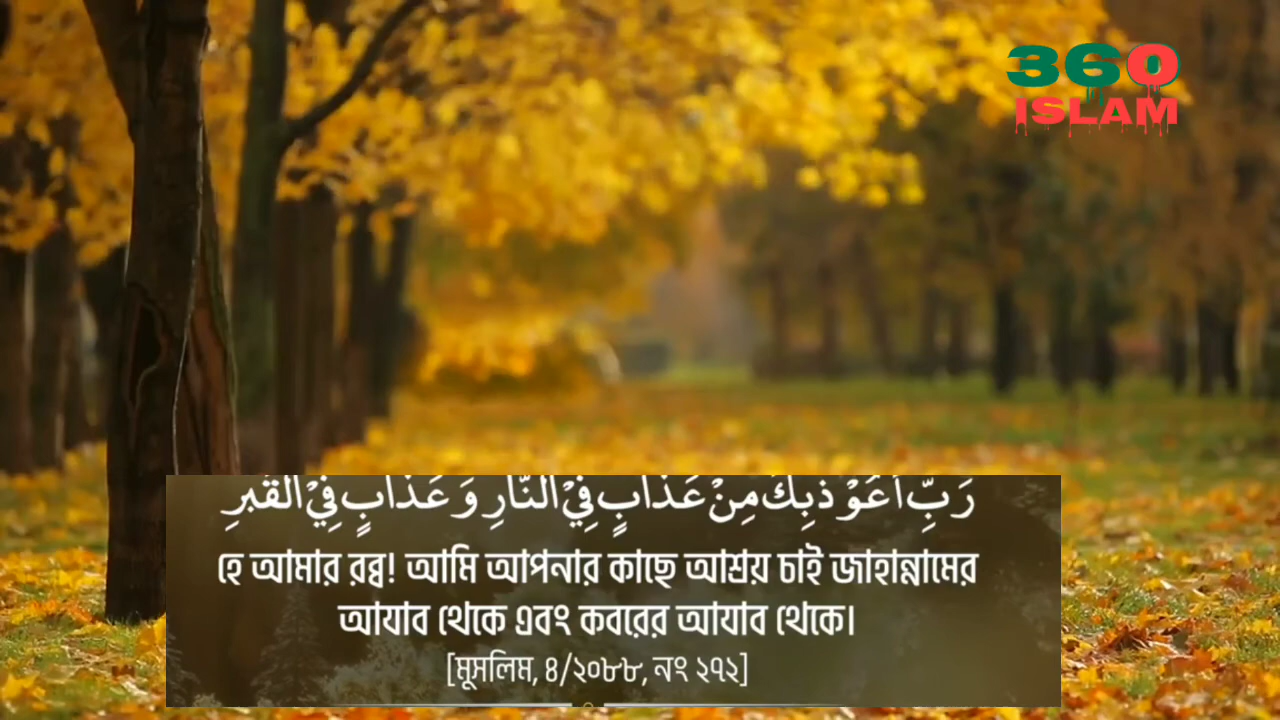 360
ISLAM
رَبِّ أَعُوْذُبِكَ مِنْ عَذَابٍ فِيْ النَّارِ وَ عَذَابٍ فِيْ الْقَبْرِ
হে আমার রব্ব! আমি আপনার কাছে আশ্রয় চাই জাহান্নামের
আযাব থেকে এবং কবরের আযাব থেকে।
[মুসলিম, ৪/২০৮৮, নং ২৭২]